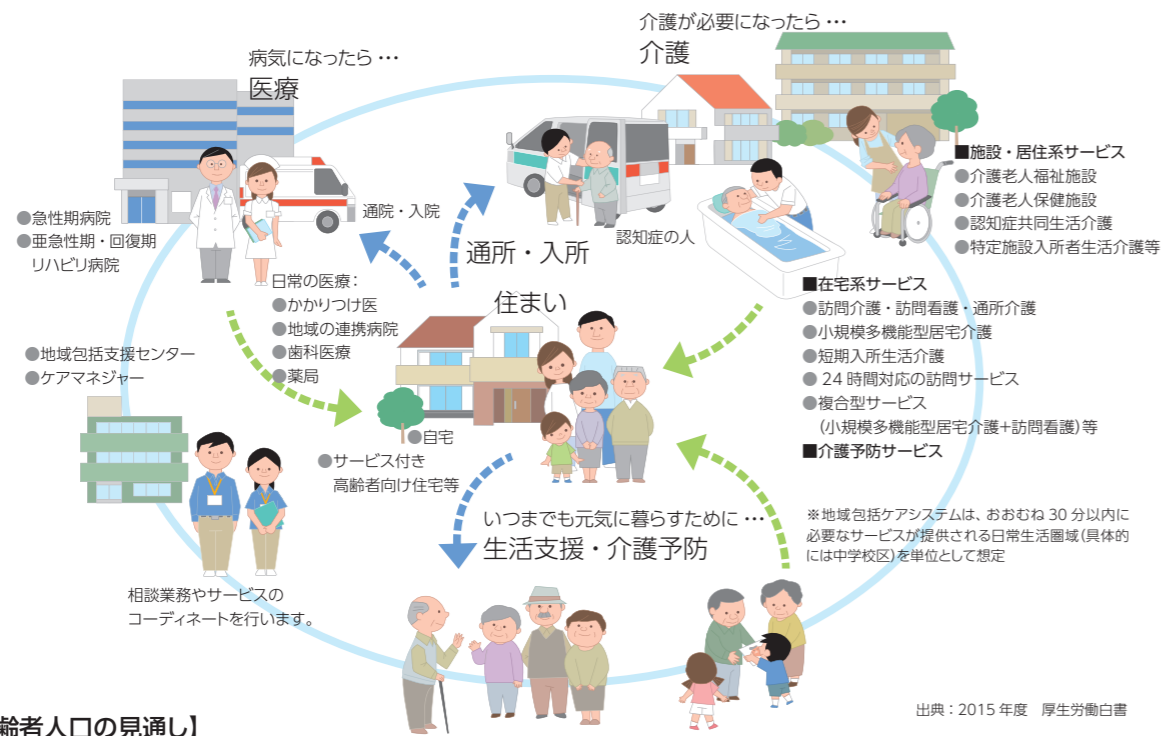 介護が必要になったら…
介護
病気になったら…
医療
■施設・居住系サービス
●介護老人福祉施設
●介護老人保健施設
●認知症共同生活介護
●特定施設入所者生活介護等
●急性期病院
●亜急性期・回復期
リハビリ病院
通院・入院
通所・入所
認知症の人
日常の医療:
●かかりつけ医
●地域の連携病院
●歯科医療
●薬局
住まい
■在宅系サービス
●訪問介護・訪問看護・通所介護
●小規模多機能型居宅介護
●短期入所生活介護
●24時間対応の訪問サービス
●複合型サービス
(小規模多機能型居宅介護+訪問看護)等
■介護予防サービス
●地域包括支援センター
●ケアマネジャー
●自宅
●サービス付き
高齢者向け住宅等
いつまでも元気に暮らすために…
生活支援・介護予防
※地域包括ケアシステムは、おおむね30分以内に
必要なサービスが提供される日常生活圏域(具体的
には中学校区)を単位として想定
相談業務やサービスの
コーディネートを行います。
出典:2015年度 厚生労働白書
齢者人口の見通し】